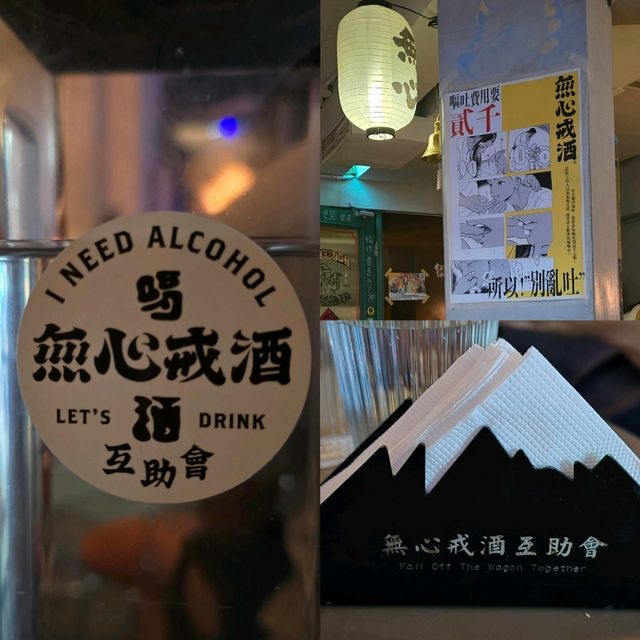 I NEED ALCOHOL
喝
無心戒酒
LET'S 酒 DRINK
互助會
無心
嘔吐費用要
貳千
無心戒酒
所以!"別亂吐"
無心戒酒互助會
Fall Off The Wagon Together